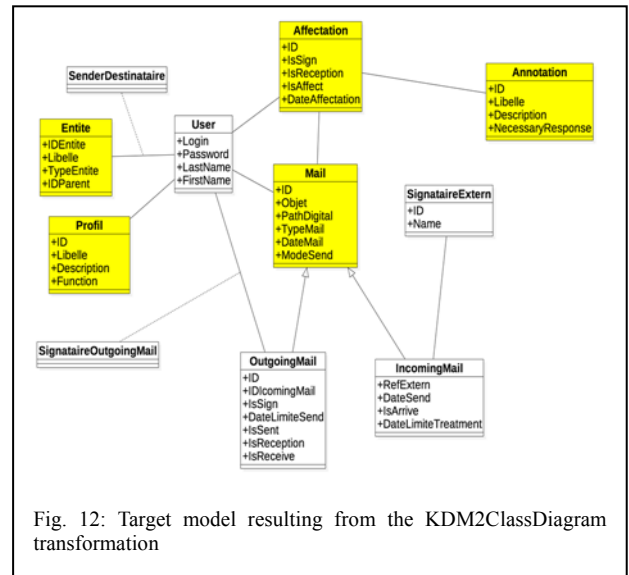 Affectation
+ID
+IsSign
+IsReception
+IsAffect
+DateAffectation
SenderDestinataire
Annotation
+ID
+Libelle
+Description
+NecessaryResponse
Entite
+IDEntite
+Libelle
+TypeEntite
+IDParent
User
+Login
+Password
+LastName
+FirstName
Mail
+ID
+Objet
+PathDigital
+TypeMail
+DateMail
+ModeSend
SignataireExtern
+ID
+Name
Profil
+ID
+Libelle
+Description
+Function
SignataireOutgoingMail
OutgoingMail
+ID
+IDIcomingMail
+IsSign
+DateLimiteSend
+IsSent
+IsReception
+IsReceive
IncomingMail
+RefExtern
+DateSend
+IsArrive
+DateLimiteTreatment
Fig. 12: Target model resulting from the KDM2ClassDiagram
transformation